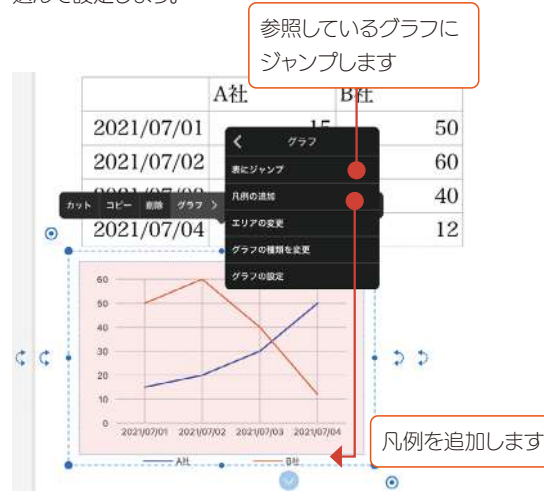 選んで設定します。
参照しているグラフに
ジャンプします
A社 B社
2021/07/01 15 50
2021/07/02 60
40
2021/07/04 12
グラフ
表にジャンプ
凡例の追加
エリアの変更
グラフの種類を変更
グラフの設定
カット コピー 削除 グラフ
60
50
40
30
20
10
0
2021/07/01 2021/07/02 2021/07/03 2021/07/04
A社 B社
凡例を追加します